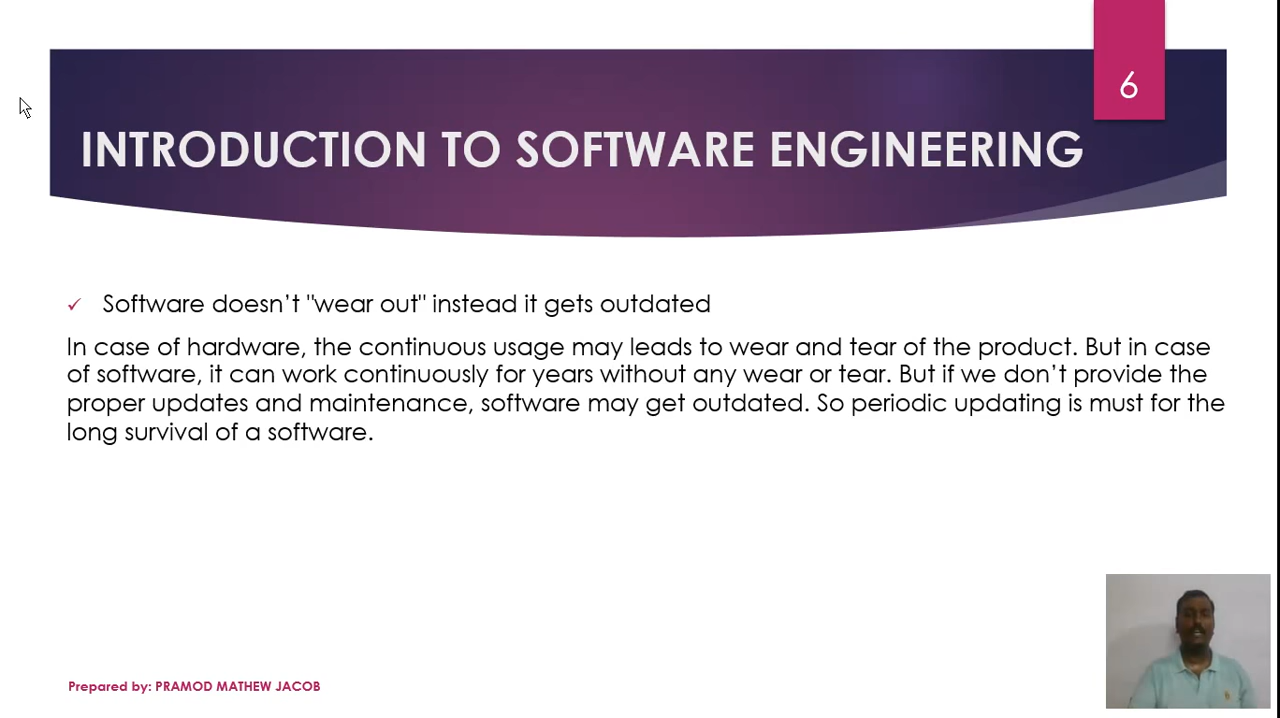 6
INTRODUCTION TO SOFTWARE ENGINEERING
✓ Software doesn’t "wear out" instead it gets outdated
In case of hardware, the continuous usage may leads to wear and tear of the product. But in case
of software, it can work continuously for years without any wear or tear. But if we don’t provide the
proper updates and maintenance, software may get outdated. So periodic updating is must for the
long survival of a software.
Prepared by: PRAMOD MATHEW JACOB